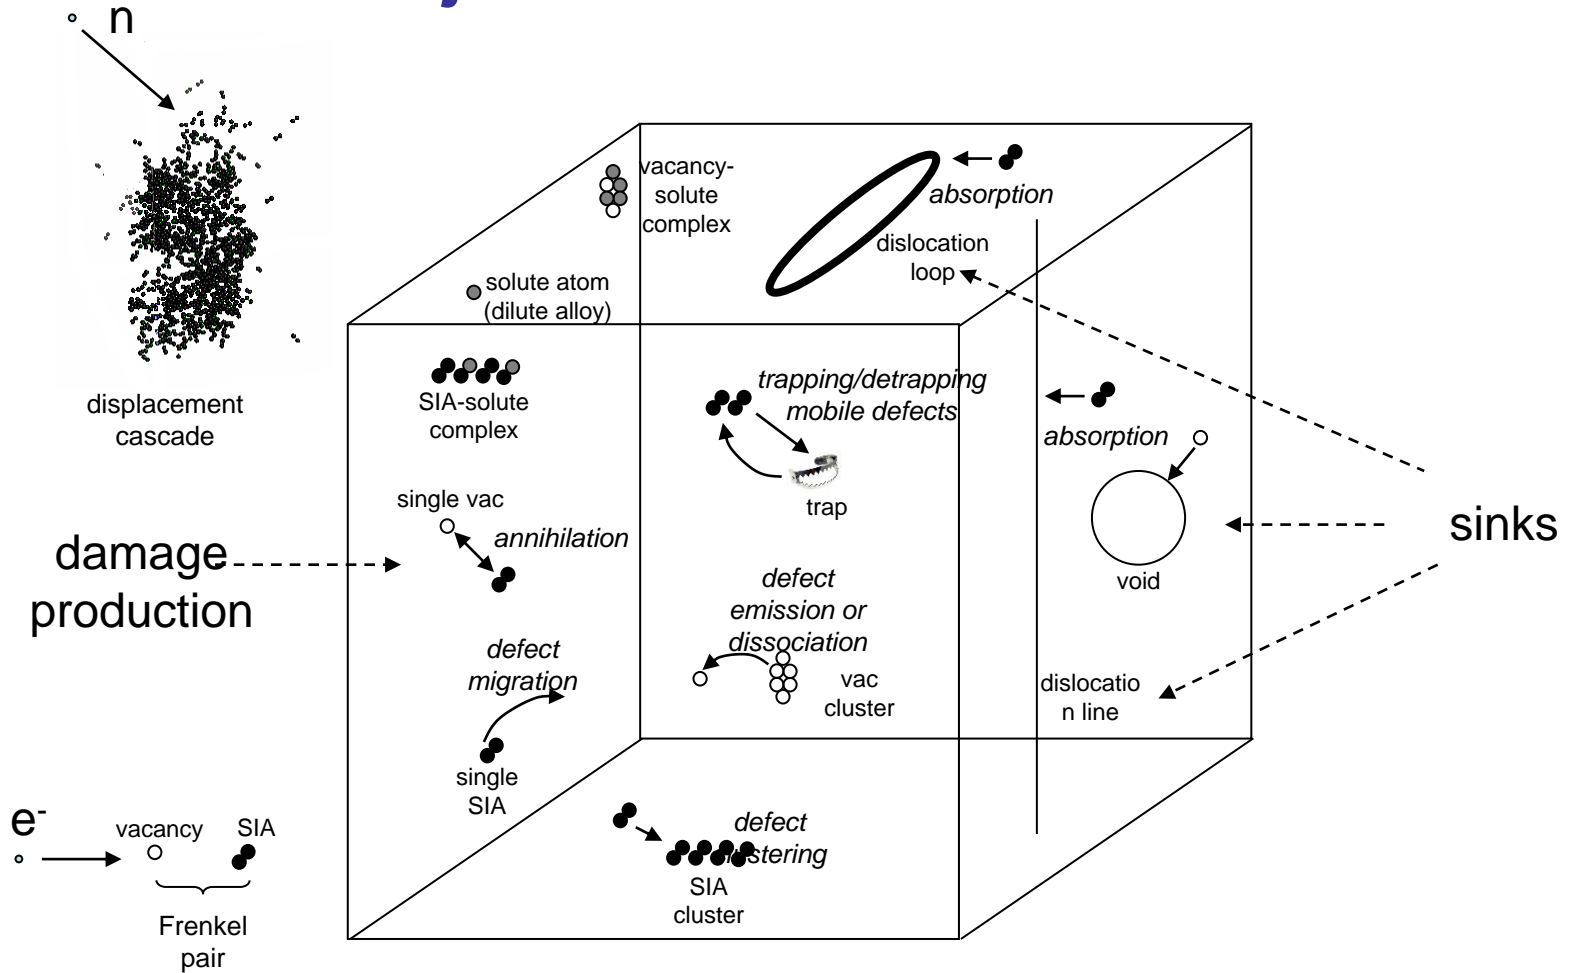 n
displacement
cascade
damage
production
e-
vacancy
SIA
Frenkel
pair
vacancy-
solute
complex
solute atom
(dilute alloy)
SIA-solute
complex
single vac
annihilation
defect
migration
single
SIA
absorption
dislocation
loop
trapping/detrapping
mobile defects
trap
defect
emission or
dissociation
vac
cluster
defect
SIA
cluster
absorption
void
dislocatio
n line
sinks